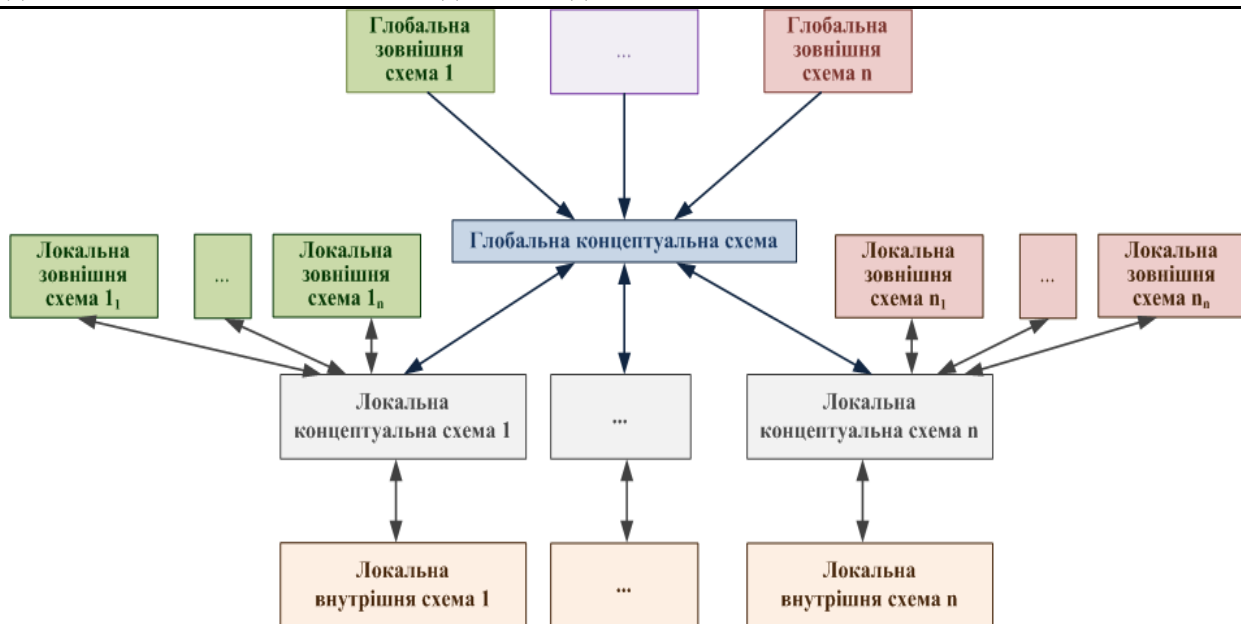 Глобальна
зовнішня
схема 1
...
Глобальна
зовнішня
схема n
Глобальна концептуальна схема
Локальна
зовнішня
схема 1₁
...
Локальна
зовнішня
схема 1ₙ
Локальна
зовнішня
схема n₁
...
Локальна
зовнішня
схема nₙ
Локальна
концептуальна схема 1
...
Локальна
концептуальна схема n
Локальна
внутрішня схема 1
...
Локальна
внутрішня схема n